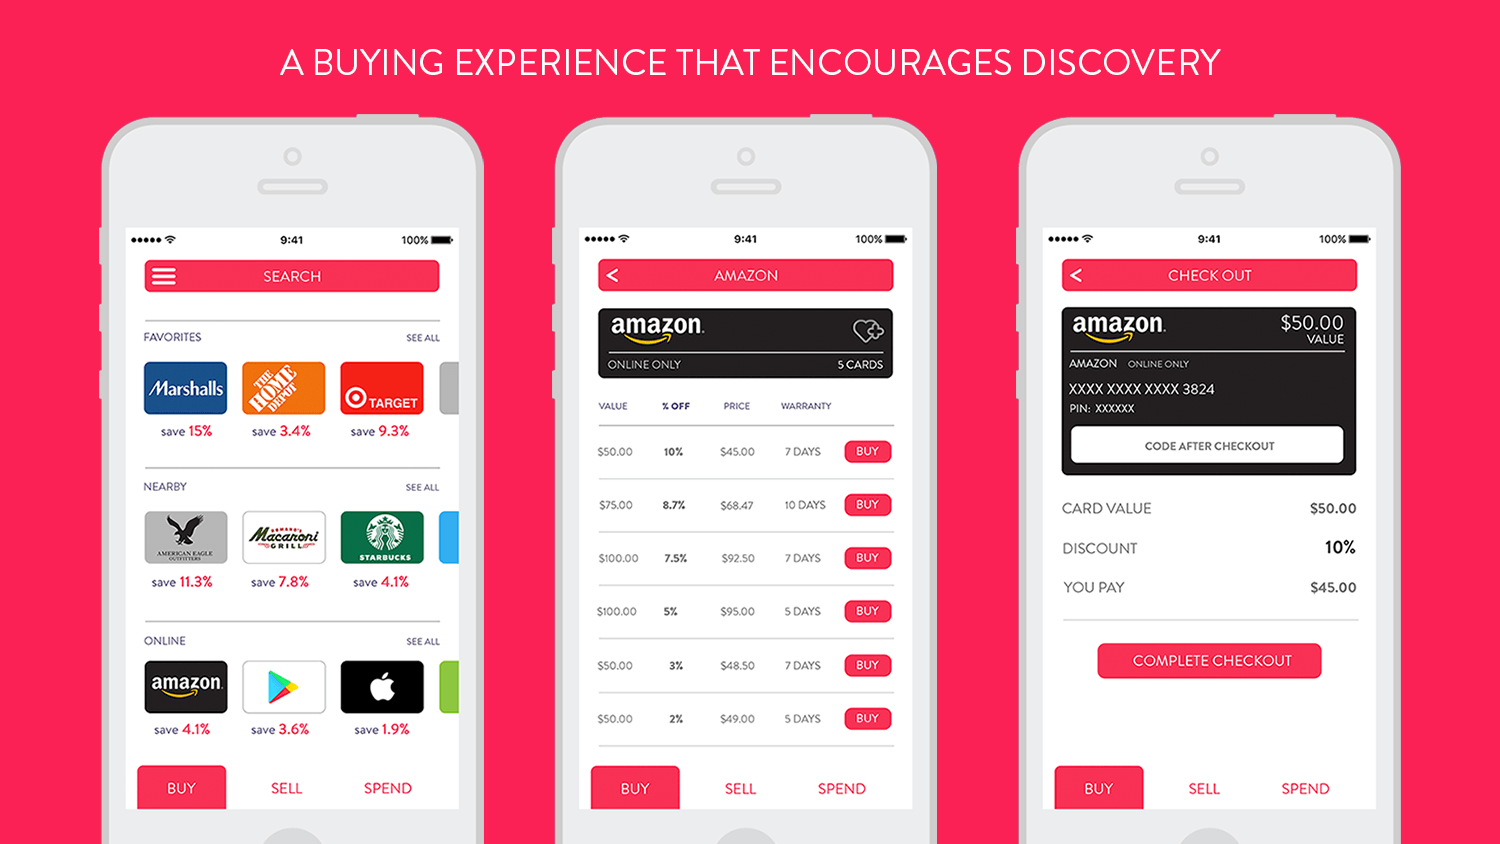 A BUYING EXPERIENCE THAT ENCOURAGES DISCOVERY
9:41 100%
SEARCH
FAVORITES SEE ALL
Marshalls THE HOME DEPOT TARGET
save 15% save 3.4% save 9.3%
NEARBY SEE ALL
AMERICAN EAGLE OUTFITTERS ROMANO'S Macaroni GRILL STARBUCKS
save 11.3% save 7.8% save 4.1%
ONLINE SEE ALL
amazon
save 4.1% save 3.6% save 1.9%
BUY SELL SPEND
9:41 100%
< AMAZON
amazon
ONLINE ONLY 5 CARDS
VALUE % OFF PRICE WARRANTY
$50.00 10% $45.00 7 DAYS BUY
$75.00 8.7% $68.47 10 DAYS BUY
$100.00 7.5% $92.50 7 DAYS BUY
$100.00 5% $95.00 5 DAYS BUY
$50.00 3% $48.50 7 DAYS BUY
$50.00 2% $49.00 5 DAYS BUY
BUY SELL SPEND
9:41 100%
< CHECK OUT
amazon $50.00
VALUE
AMAZON ONLINE ONLY
XXXX XXXX XXXX 3824
PIN: XXXXXX
CODE AFTER CHECKOUT
CARD VALUE $50.00
DISCOUNT 10%
YOU PAY $45.00
COMPLETE CHECKOUT
BUY SELL SPEND